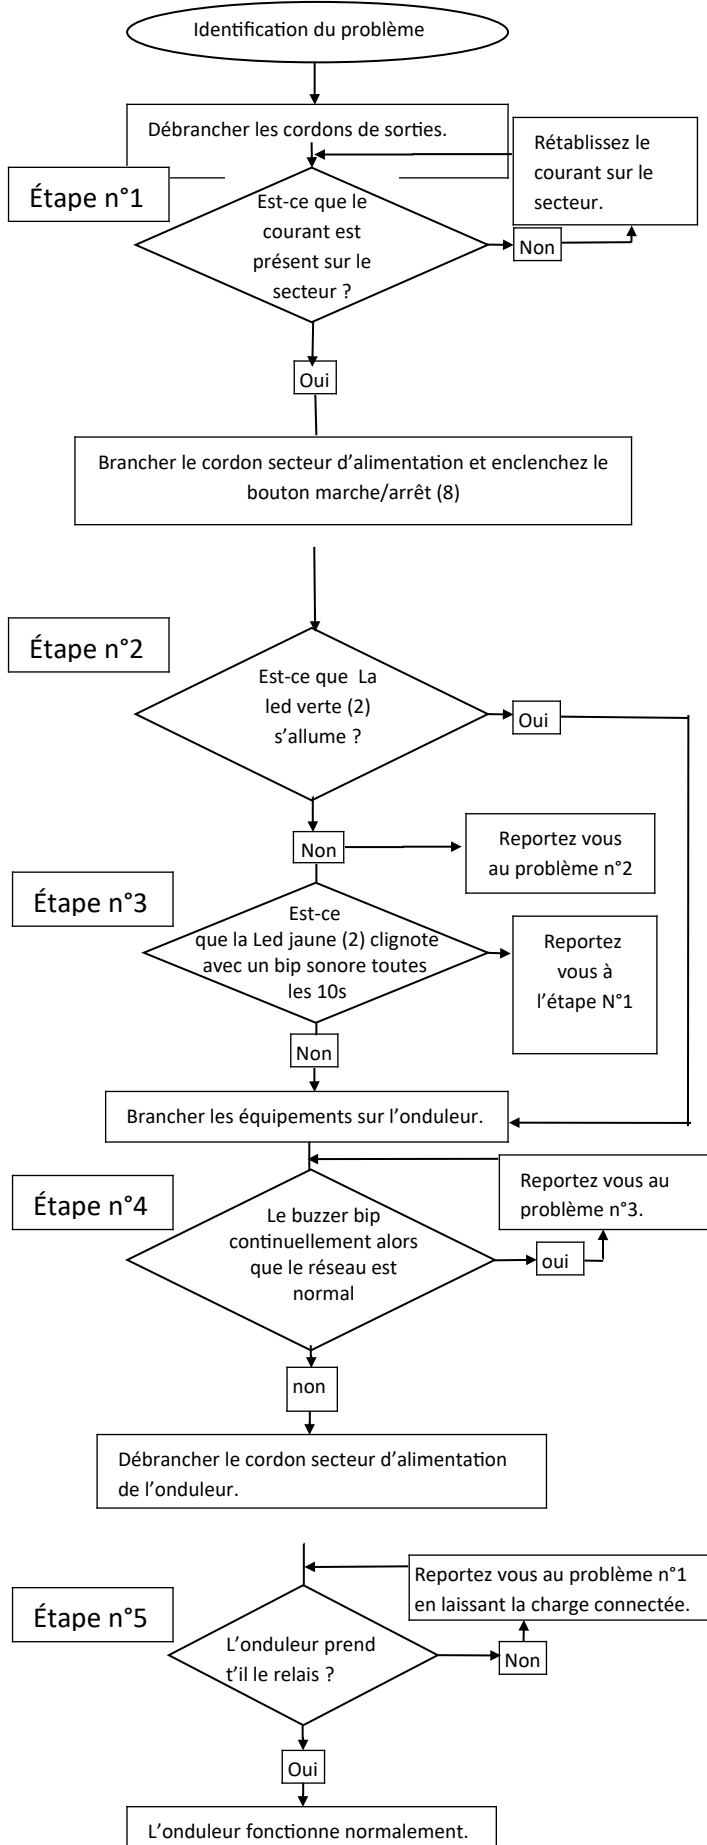 Identification du problème
Débrancher les cordons de sorties.
Rétablissez le
courant sur le
secteur.
Étape n°1
Est-ce que le
courant est
présent sur le
secteur ?
Non
Oui
Brancher le cordon secteur d’alimentation et enclenchez le
bouton marche/arrêt (8)
Étape n°2
Est-ce que  La
led verte (2)
s’allume ?
Oui
Non
Reportez vous
au problème n°2
Étape n°3
Est-ce
que la Led jaune (2) clignote
avec un bip sonore toutes
les 10s
Reportez
vous à
l’étape N°1
Non
Brancher les équipements sur l’onduleur.
Étape n°4
Reportez vous au
problème n°3.
Le buzzer bip
continuellement alors
que le réseau est
normal
oui
non
Débrancher le cordon secteur d’alimentation
de l’onduleur.
Étape n°5
Reportez vous au problème n°1
en laissant la charge connectée.
L’onduleur prend
t’il le relais ?
Non
Oui
L’onduleur fonctionne normalement.